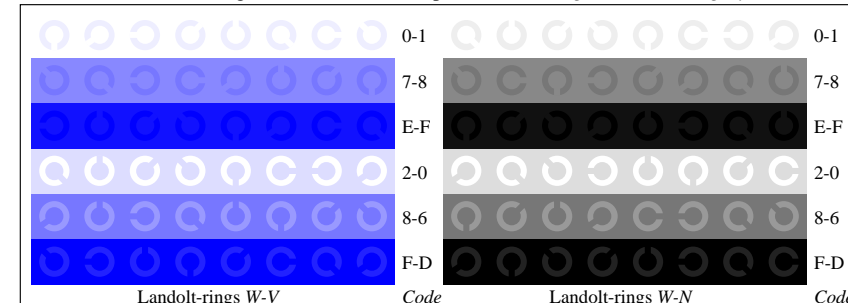 0-1 0-1
7-8 7-8
E-F E-F
2-0 2-0
8-6 8-6
F-D F-D
Landolt-rings W-V Code Landolt-rings W-N